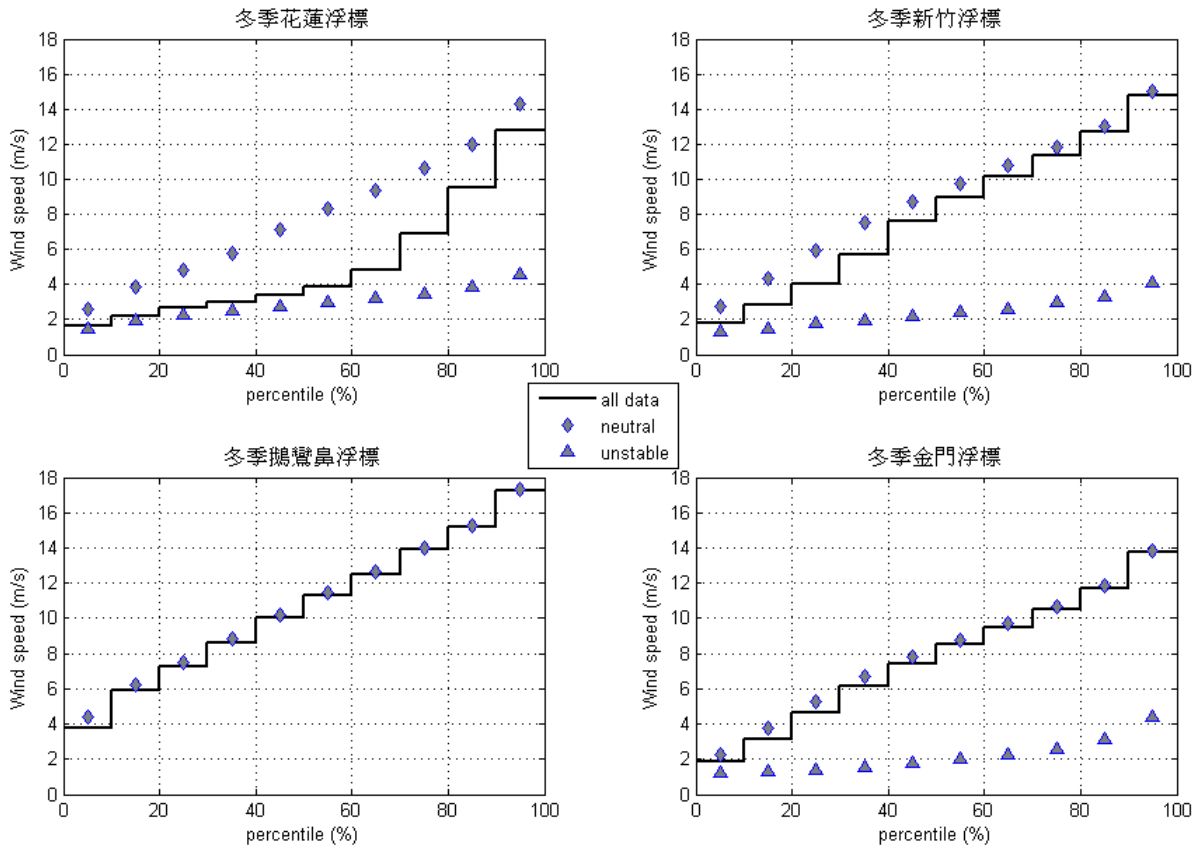 冬季花蓮浮標
18
16
14
12
10
8
6
4
2
0
Wind speed (m/s)
0 20 40 60 80 100
percentile (%)
冬季新竹浮標
18
16
14
12
10
8
6
4
2
0
Wind speed (m/s)
0 20 40 60 80 100
percentile (%)
all data
neutral
unstable
冬季鵝鸞鼻浮標
18
16
14
12
10
8
6
4
2
0
Wind speed (m/s)
0 20 40 60 80 100
percentile (%)
冬季金門浮標
18
16
14
12
10
8
6
4
2
0
Wind speed (m/s)
0 20 40 60 80 100
percentile (%)